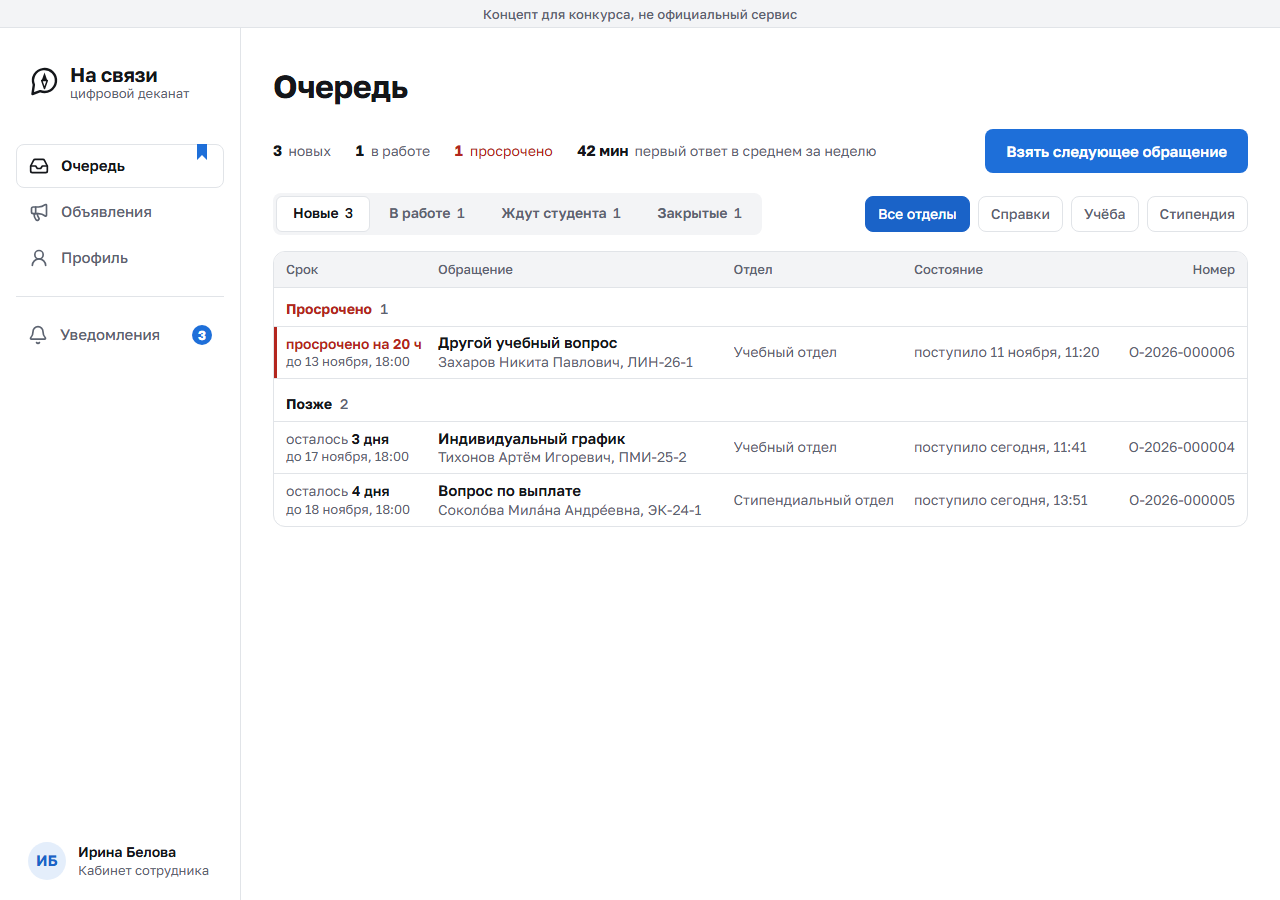 Концепт для конкурса, не официальный сервис
На связи
цифровой деканат
Очередь
Объявления
Профиль
Уведомления 3
Ирина Белова
ИБ
Кабинет сотрудника
Очередь
3 новых 1 в работе 1 просрочено 42 мин первый ответ в среднем за неделю
Взять следующее обращение
Новые 3 В работе 1 Ждут студента 1 Закрытые 1
Все отделы Справки Учёба Стипендия
Срок Обращение Отдел Состояние Номер
Просрочено 1
просрочено на 20 ч
до 13 ноября, 18:00
Другой учебный вопрос
Захаров Никита Павлович, ЛИН-26-1
Учебный отдел
поступило 11 ноября, 11:20
О-2026-000006
Позже 2
осталось 3 дня
до 17 ноября, 18:00
Индивидуальный график
Тихонов Артём Игоревич, ПМИ-25-2
Учебный отдел
поступило сегодня, 11:41
О-2026-000004
осталось 4 дня
до 18 ноября, 18:00
Вопрос по выплате
Соколо́ва Мила́на Андре́евна, ЭК-24-1
Стипендиальный отдел
поступило сегодня, 13:51
О-2026-000005